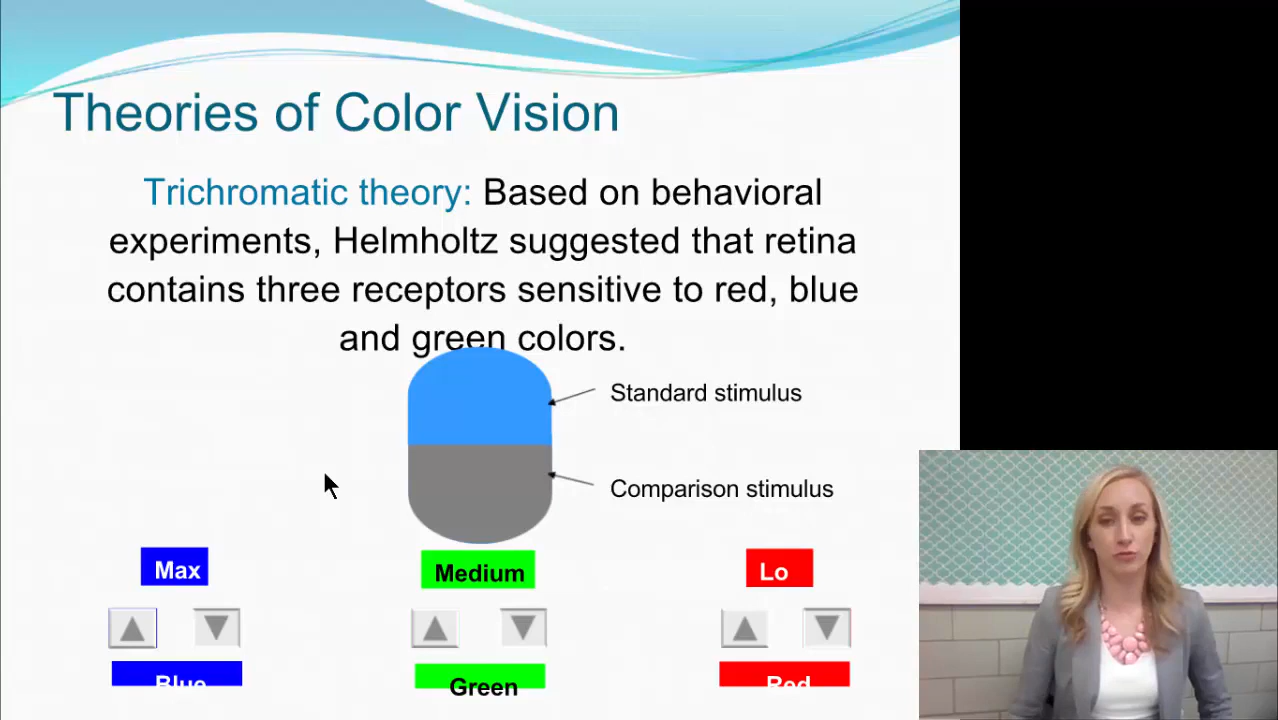 Theories of Color Vision
Trichromatic theory: Based on behavioral
experiments, Helmholtz suggested that retina
contains three receptors sensitive to red, blue
and green colors.
Standard stimulus
Comparison stimulus
Max
Medium
Lo
Blue
Green
Red